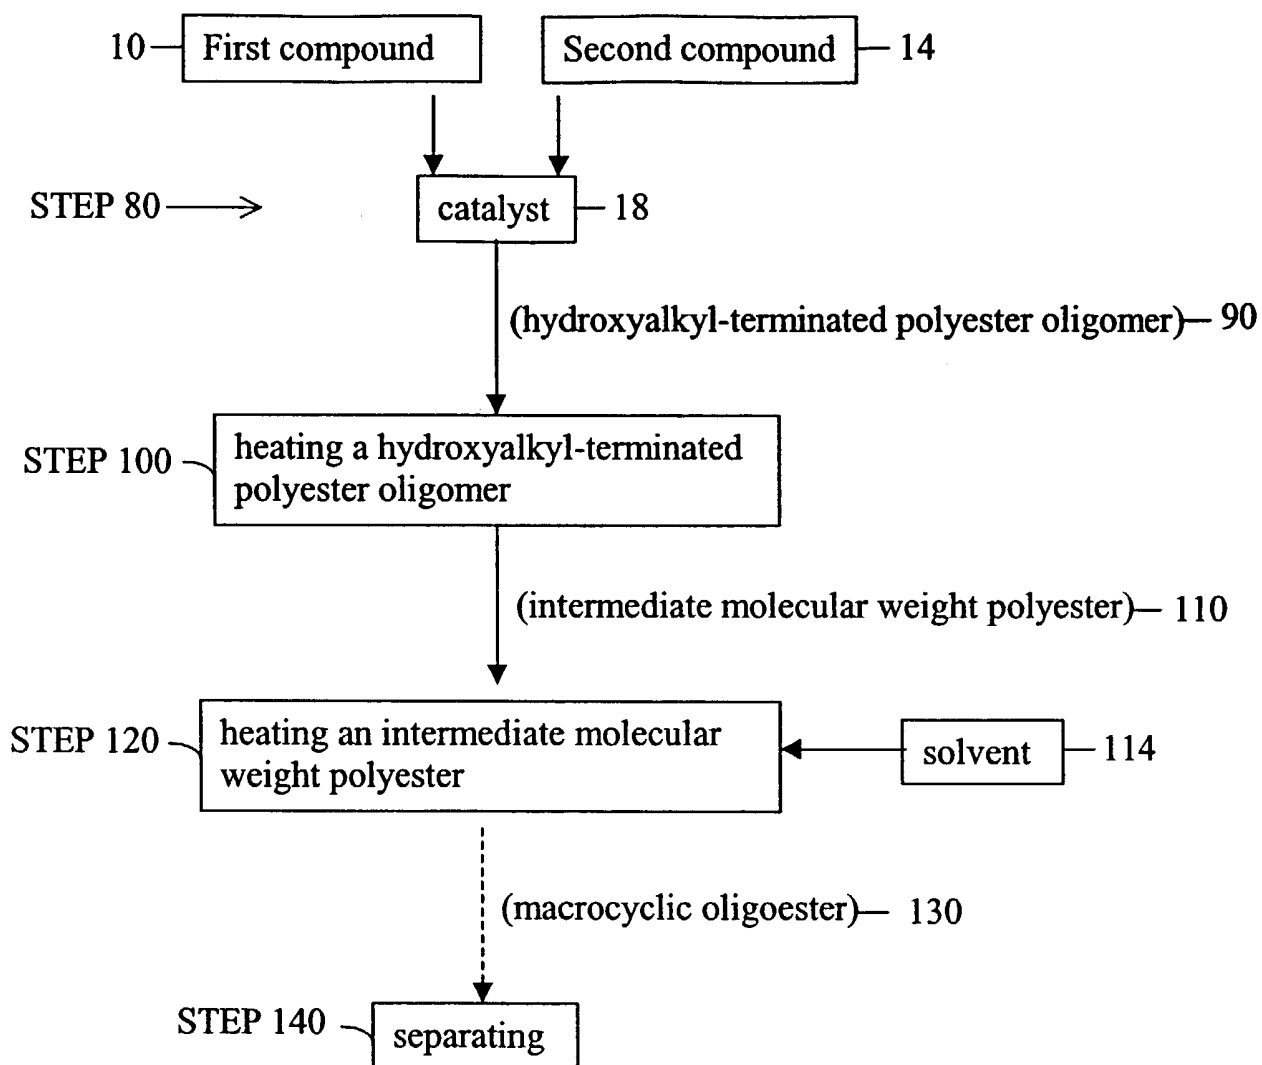 10
First compound
Second compound
14
STEP 80
catalyst
18
(hydroxyalkyl-terminated polyester oligomer)
90
STEP 100
heating a hydroxyalkyl-terminated
polyester oligomer
(intermediate molecular weight polyester)
110
STEP 120
heating an intermediate molecular
weight polyester
solvent
114
(macrocyclic oligoester)
130
STEP 140
separating